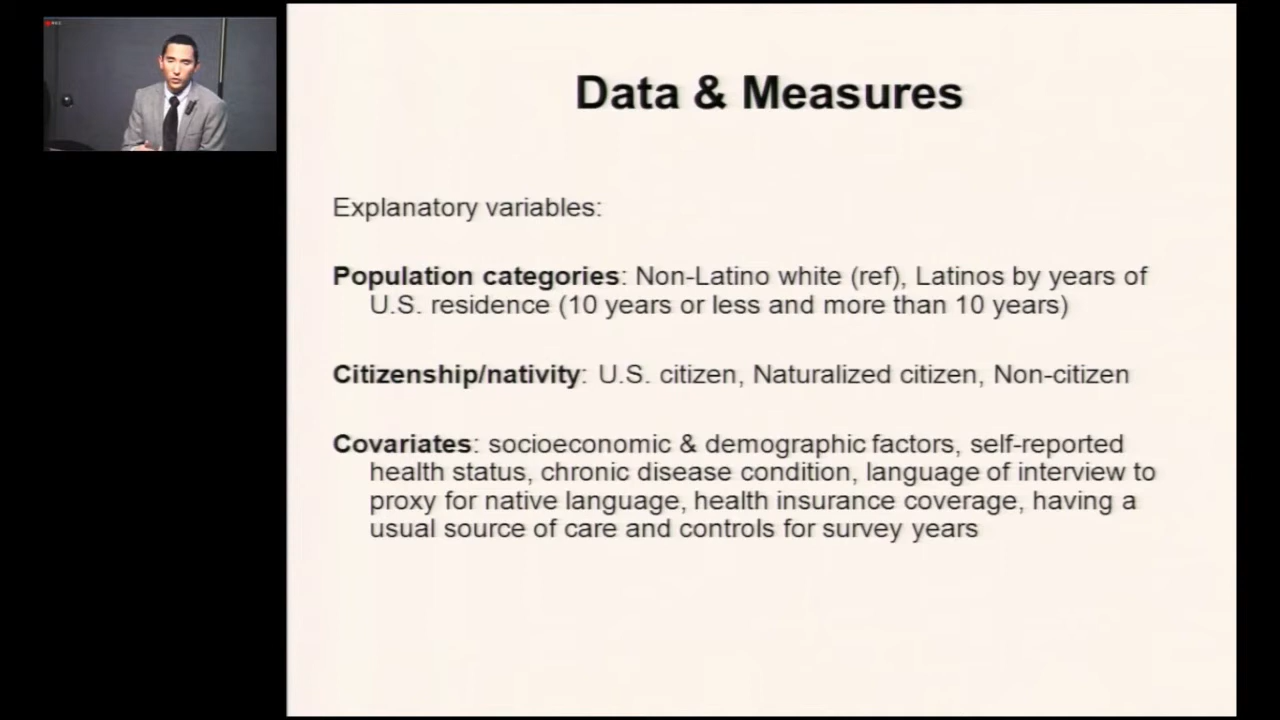 Data & Measures
Explanatory variables:
Population categories: Non-Latino white (ref), Latinos by years of
U.S. residence (10 years or less and more than 10 years)
Citizenship/nativity: U.S. citizen, Naturalized citizen, Non-citizen
Covariates: socioeconomic & demographic factors, self-reported
health status, chronic disease condition, language of interview to
proxy for native language, health insurance coverage, having a
usual source of care and controls for survey years